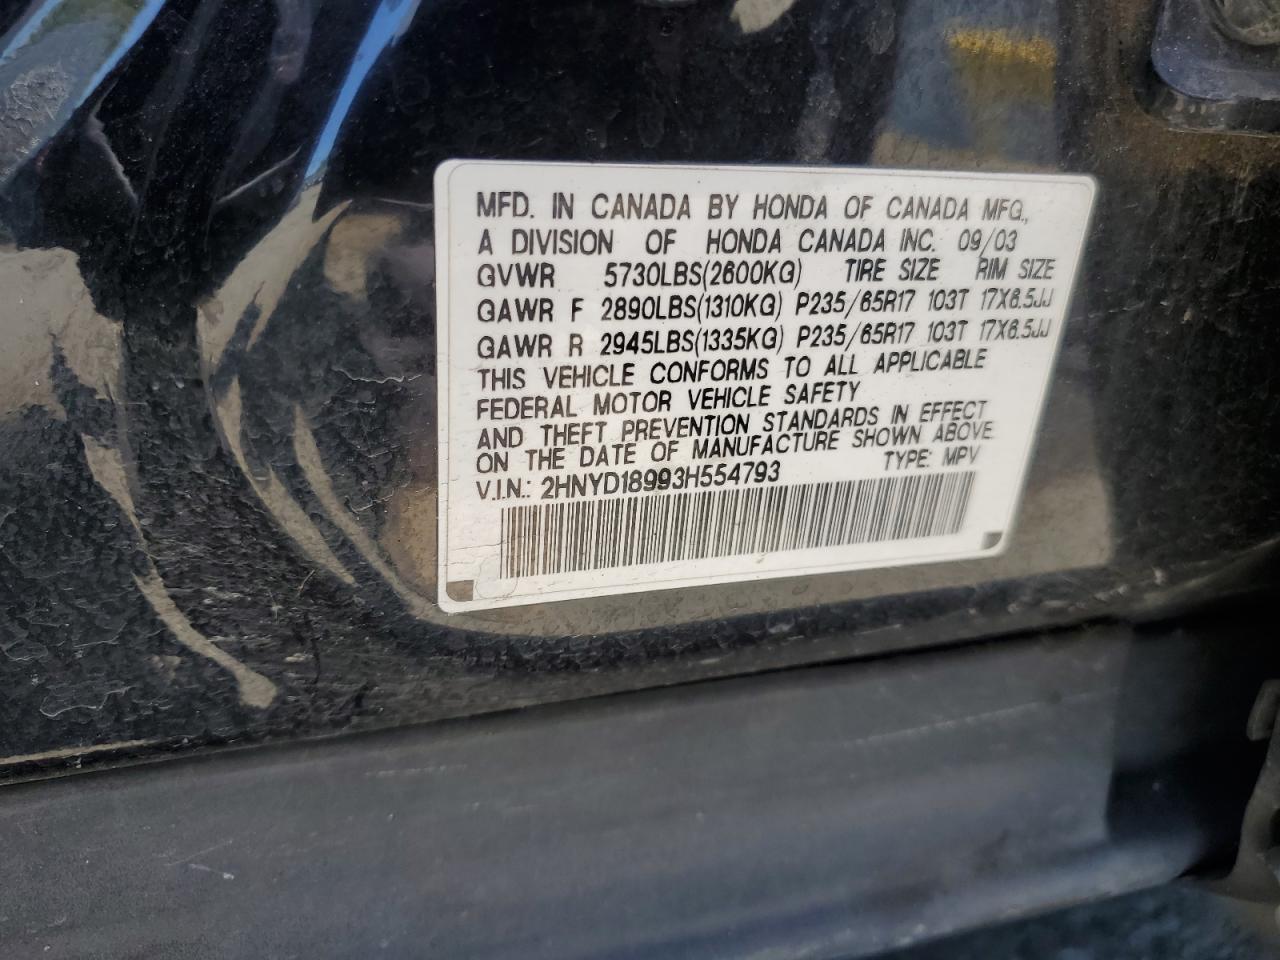 MFD. IN CANADA BY HONDA OF CANADA MFG.,
A DIVISION OF HONDA CANADA INC. 09/03
GVWR 5730LBS(2600KG) TIRE SIZE RIM SIZE
GAWR F 2890LBS(1310KG) P235/65R17 103T 17X6.5JJ
GAWR R 2945LBS(1335KG) P235/65R17 103T 17X6.5JJ
THIS VEHICLE CONFORMS TO ALL APPLICABLE
FEDERAL MOTOR VEHICLE SAFETY
AND THEFT PREVENTION STANDARDS IN EFFECT
ON THE DATE OF MANUFACTURE SHOWN ABOVE.
V.I.N.: 2HNYD18993H554793 TYPE: MPV